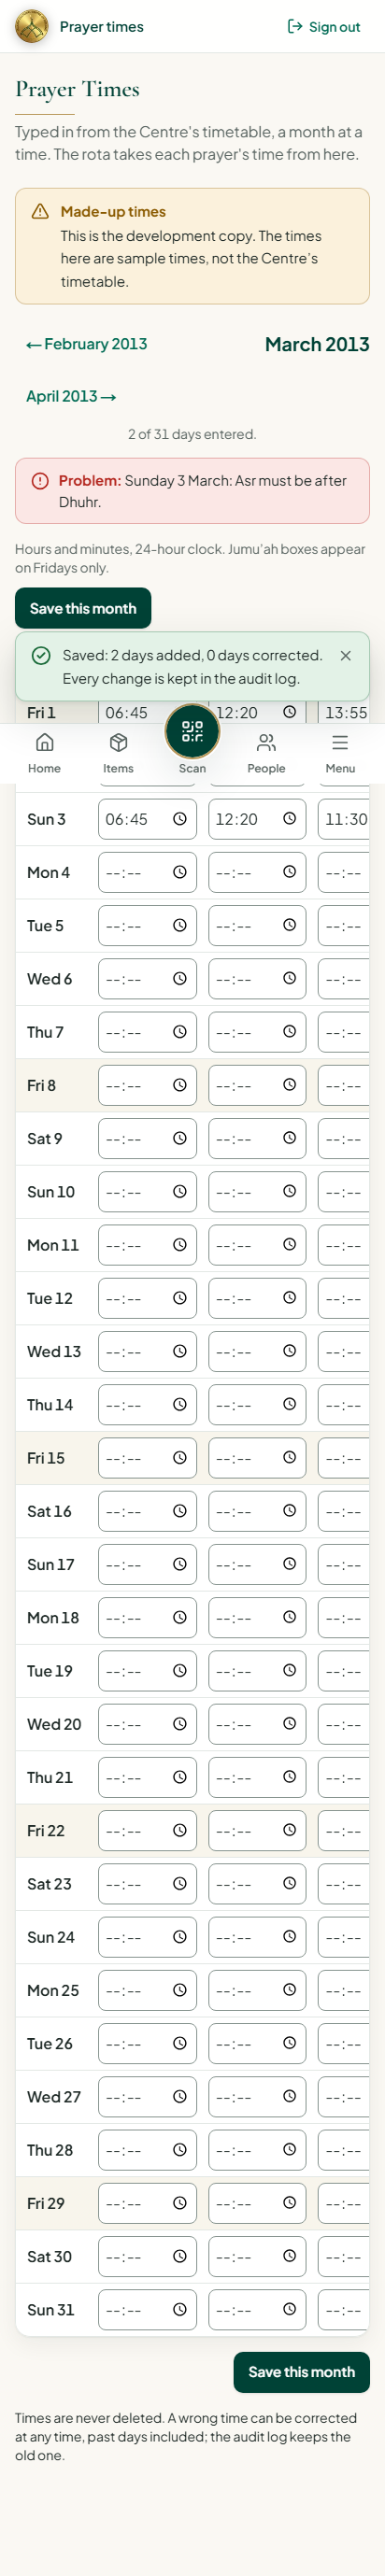 Prayer times
Sign out
Prayer Times
Typed in from the Centre's timetable, a month at a
time. The rota takes each prayer's time from here.
Made-up times
This is the development copy. The times
here are sample times, not the Centre's
timetable.
← February 2013
March 2013
April 2013 →
2 of 31 days entered.
Problem: Sunday 3 March: Asr must be after
Dhuhr.
Hours and minutes, 24-hour clock. Jumu'ah boxes appear
on Fridays only.
Save this month
Saved: 2 days added, 0 days corrected.
Every change is kept in the audit log.
Fri 1 06:45 12:20 13:55
Home Items Scan People Menu
Sun 3 06:45 12:20 11:30
Mon 4 --:-- --:-- --:--
Tue 5 --:-- --:-- --:--
Wed 6 --:-- --:-- --:--
Thu 7 --:-- --:-- --:--
Fri 8 --:-- --:-- --:--
Sat 9 --:-- --:-- --:--
Sun 10 --:-- --:-- --:--
Mon 11 --:-- --:-- --:--
Tue 12 --:-- --:-- --:--
Wed 13 --:-- --:-- --:--
Thu 14 --:-- --:-- --:--
Fri 15 --:-- --:-- --:--
Sat 16 --:-- --:-- --:--
Sun 17 --:-- --:-- --:--
Mon 18 --:-- --:-- --:--
Tue 19 --:-- --:-- --:--
Wed 20 --:-- --:-- --:--
Thu 21 --:-- --:-- --:--
Fri 22 --:-- --:-- --:--
Sat 23 --:-- --:-- --:--
Sun 24 --:-- --:-- --:--
Mon 25 --:-- --:-- --:--
Tue 26 --:-- --:-- --:--
Wed 27 --:-- --:-- --:--
Thu 28 --:-- --:-- --:--
Fri 29 --:-- --:-- --:--
Sat 30 --:-- --:-- --:--
Sun 31 --:-- --:-- --:--
Save this month
Times are never deleted. A wrong time can be corrected
at any time, past days included; the audit log keeps the
old one.